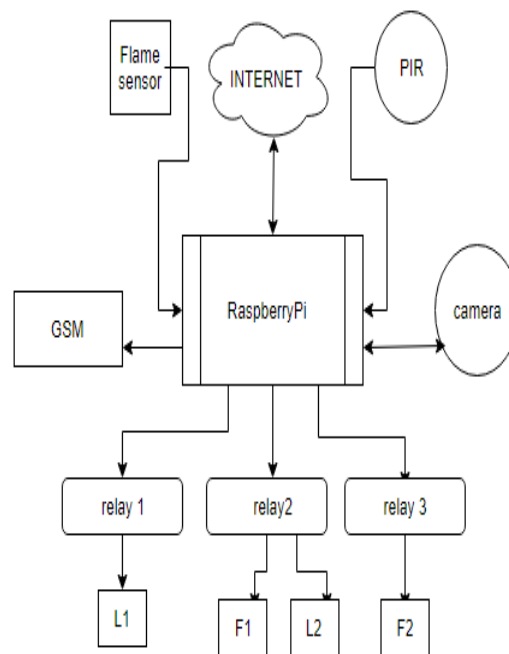 Flame
sensor
INTERNET
PIR
RaspberryPi
GSM
camera
relay 1
relay2
relay 3
L1
F1
L2
F2